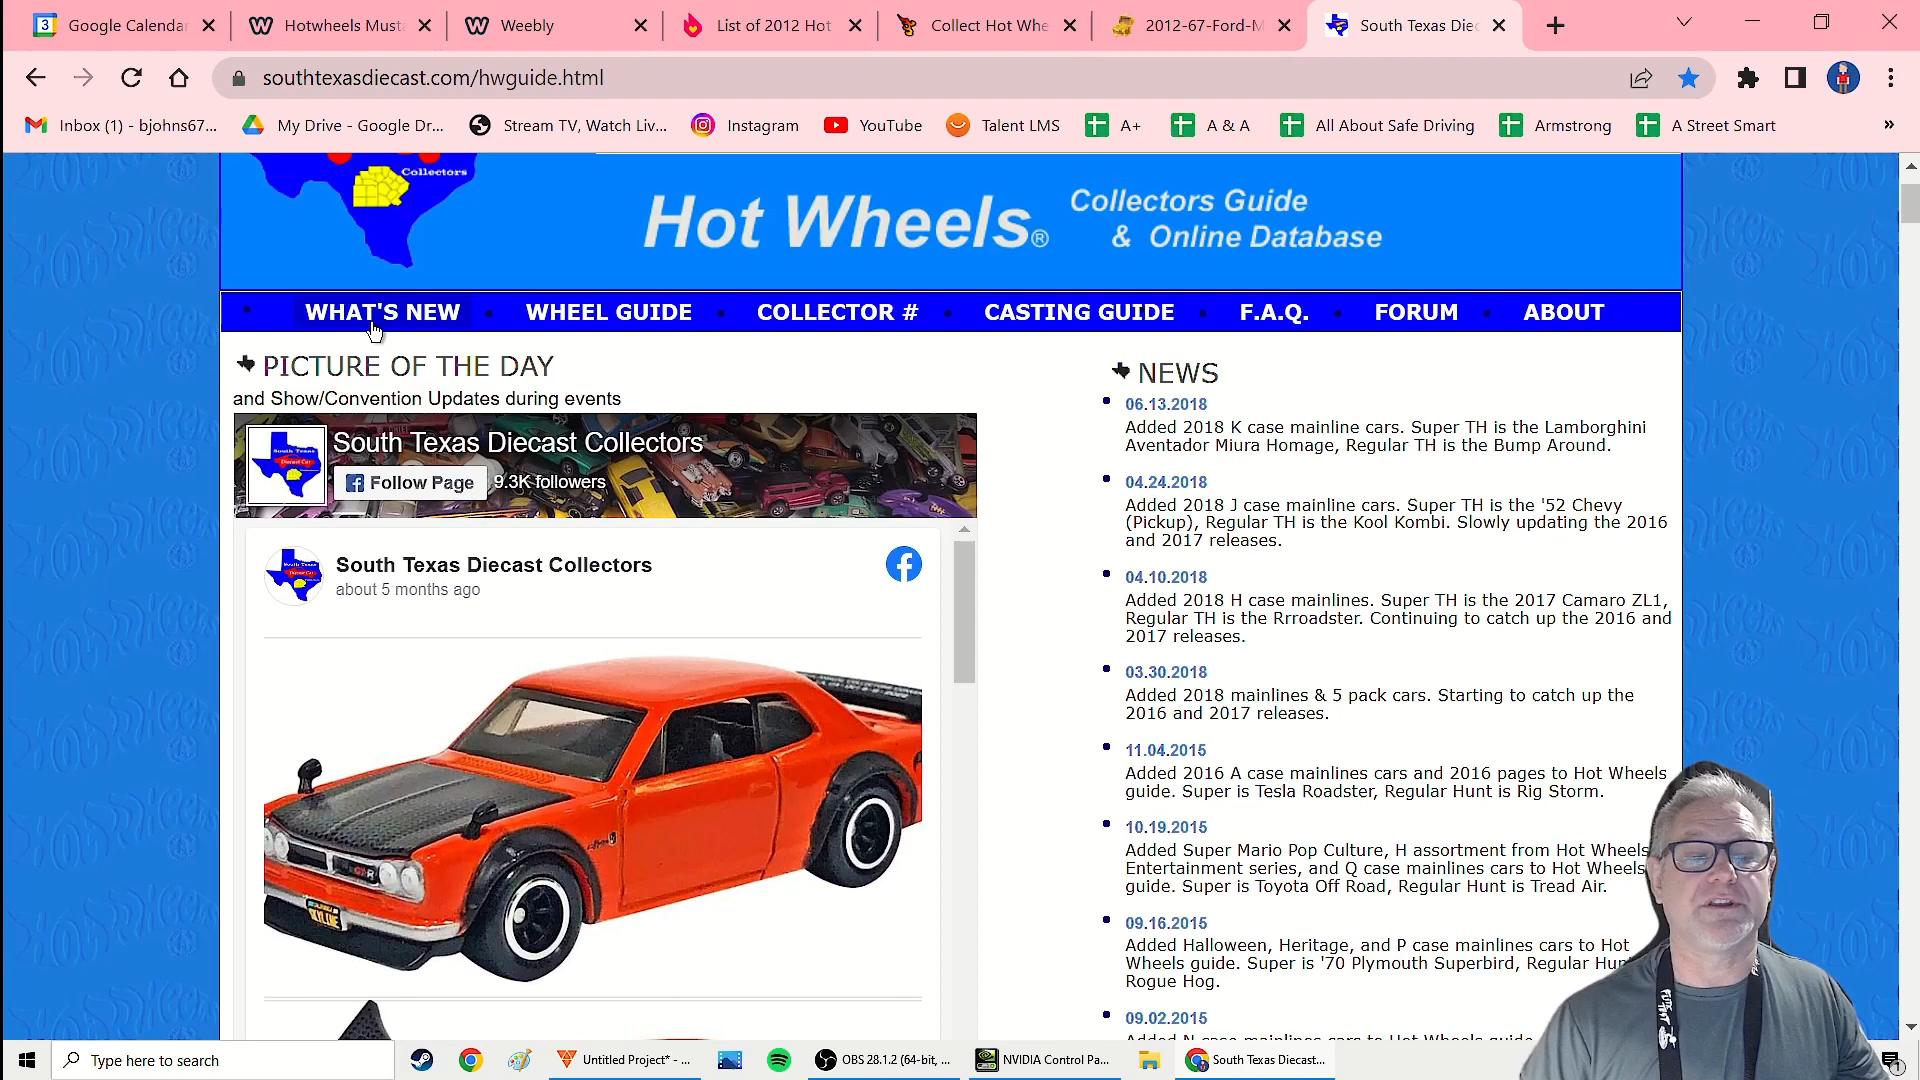 3 Google Calendar
Hotwheels Musta
Weebly
List of 2012 Hot
Collect Hot Whe
2012-67-Ford-M
South Texas Diec
southtexasdiecast.com/hwguide.html
Inbox (1) - bjohns67...
My Drive - Google Dr...
Stream TV, Watch Liv...
Instagram
YouTube
Talent LMS
A+
A & A
All About Safe Driving
Armstrong
A Street Smart
»
Collectors
Hot Wheels®
Collectors Guide
& Online Database
WHAT'S NEW
WHEEL GUIDE
COLLECTOR #
CASTING GUIDE
F.A.Q.
FORUM
ABOUT
PICTURE OF THE DAY
and Show/Convention Updates during events
South Texas Diecast Collectors
Follow Page
9.3K followers
South Texas Diecast Collectors
about 5 months ago
SKYLINE
NEWS
06.13.2018
Added 2018 K case mainline cars. Super TH is the Lamborghini
Aventador Miura Homage, Regular TH is the Bump Around.
04.24.2018
Added 2018 J case mainline cars. Super TH is the '52 Chevy
(Pickup), Regular TH is the Kool Kombi. Slowly updating the 2016
and 2017 releases.
04.10.2018
Added 2018 H case mainlines. Super TH is the 2017 Camaro ZL1,
Regular TH is the Rrroadster. Continuing to catch up the 2016 and
2017 releases.
03.30.2018
Added 2018 mainlines & 5 pack cars. Starting to catch up the
2016 and 2017 releases.
11.04.2015
Added 2016 A case mainlines cars and 2016 pages to Hot Wheels
guide. Super is Tesla Roadster, Regular Hunt is Rig Storm.
10.19.2015
Added Super Mario Pop Culture, H assortment from Hot Wheels
Entertainment series, and Q case mainlines cars to Hot Wheels
guide. Super is Toyota Off Road, Regular Hunt is Tread Air.
09.16.2015
Added Halloween, Heritage, and P case mainlines cars to Hot
Wheels guide. Super is '70 Plymouth Superbird, Regular Hun
Rogue Hog.
09.02.2015
Added N case mainlines cars to Hot Wheels guide
Type here to search
Untitled Project* - ...
OBS 28.1.2 (64-bit, ...
NVIDIA Control Pa...
South Texas Diecast...
1